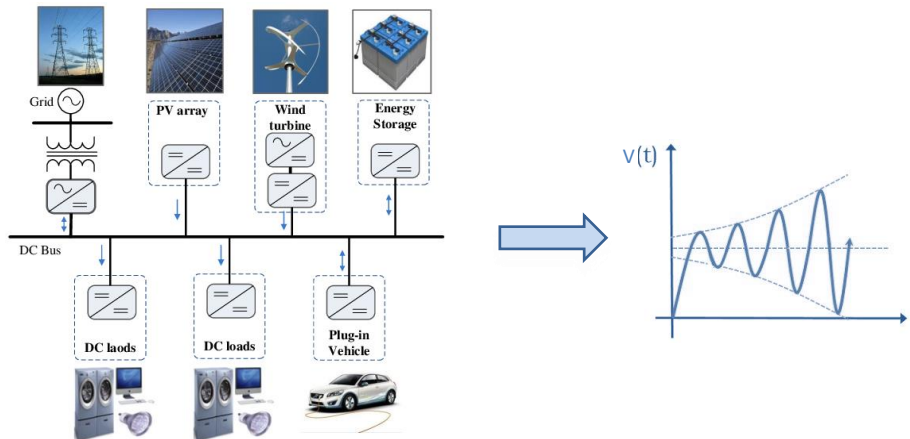 Grid
PV array
Wind
turbine
Energy
Storage
DC Bus
DC laods
DC loads
Plug-in
Vehicle
V(t)